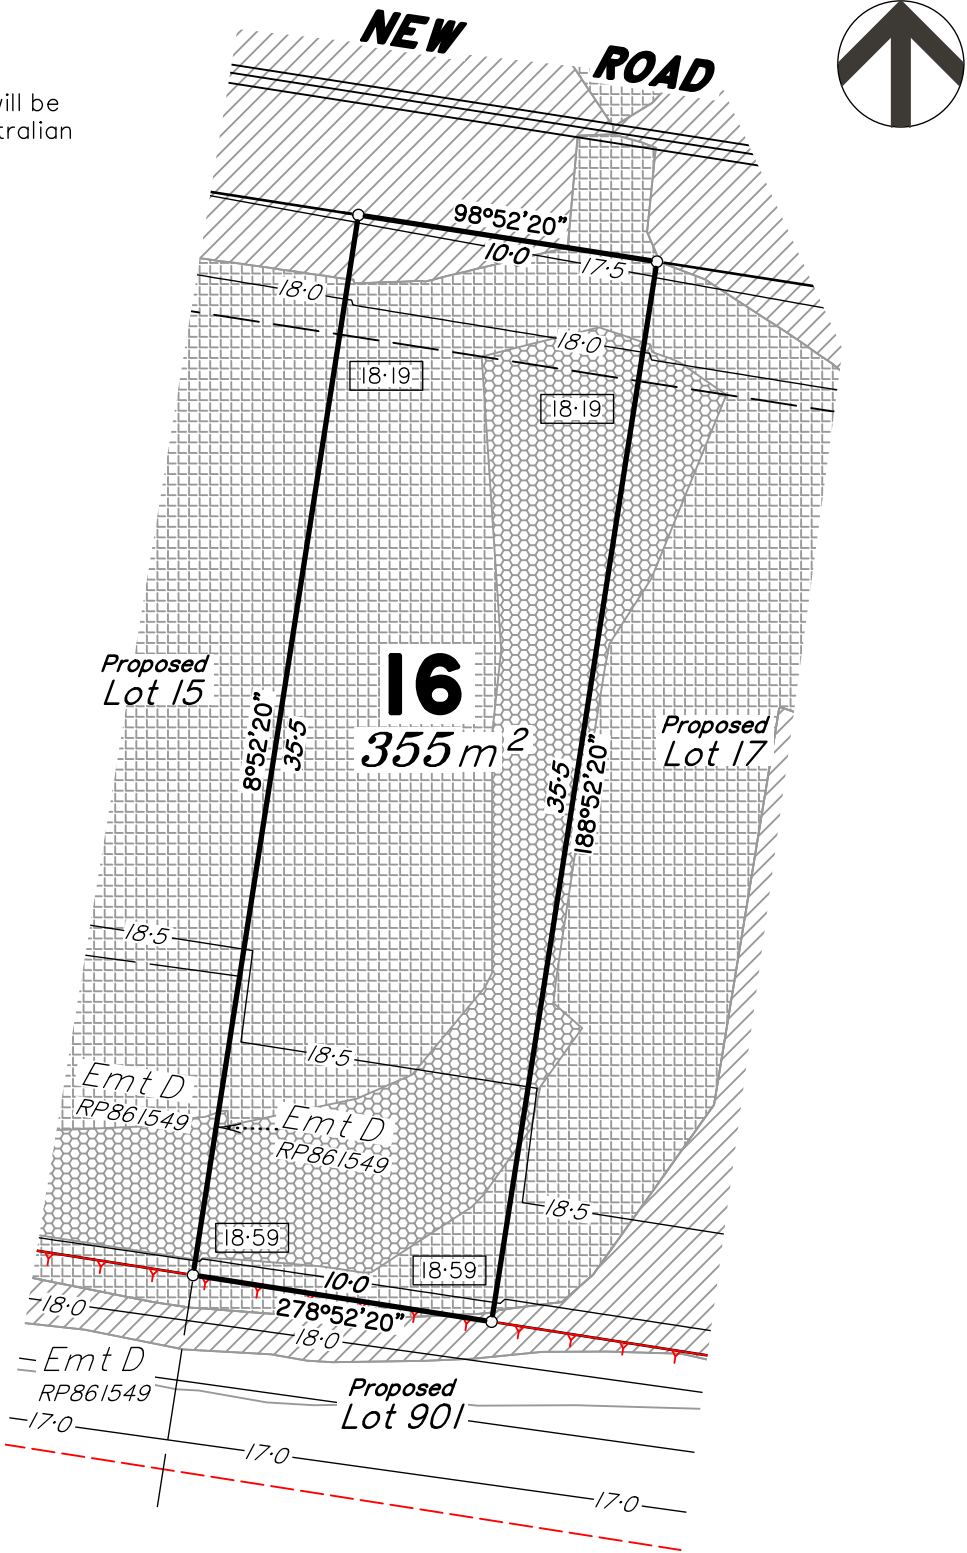 NEW ROAD
will be
tralian
98°52'20"
10·0
17·5
18·0
18·0
18·19
18·19
Proposed
Lot 15
16
355 m²
Proposed
Lot 17
8°52'20"
35·5
35·5
188°52'20"
18·5
18·5
Emt D
RP861549
Emt D
RP861549
18·5
18·59
18·59
10·0
278°52'20"
18·0
18·0
Emt D
RP861549
Proposed
Lot 901
17·0
17·0
17·0